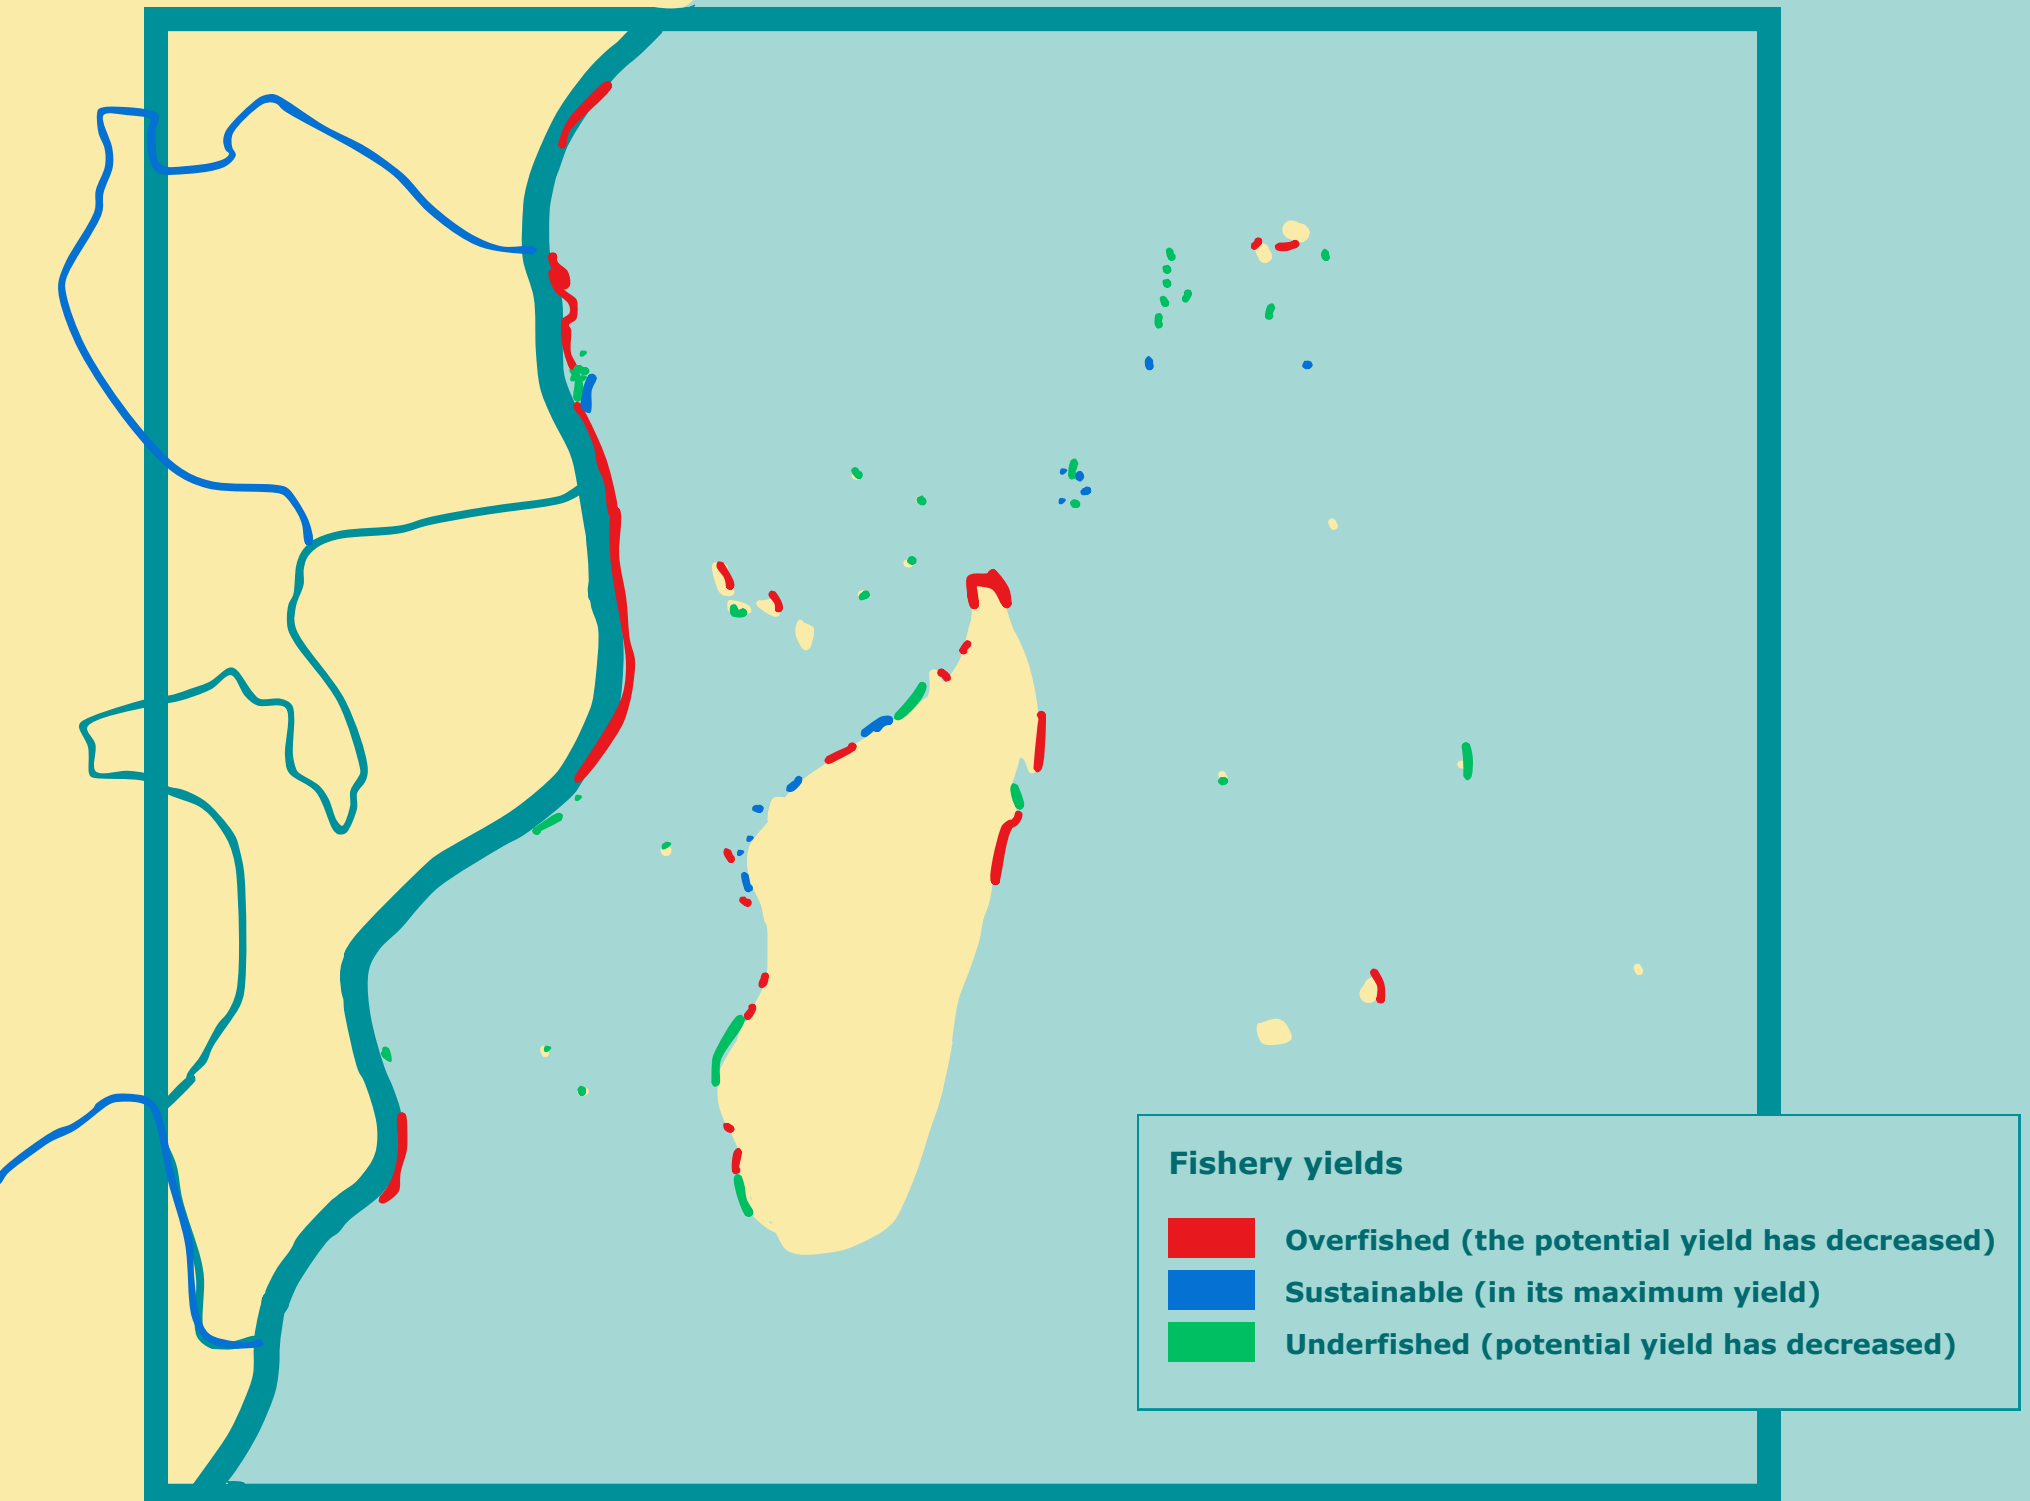 Fishery yields
Overfished (the potential yield has decreased)
Sustainable (in its maximum yield)
Underfished (potential yield has decreased)